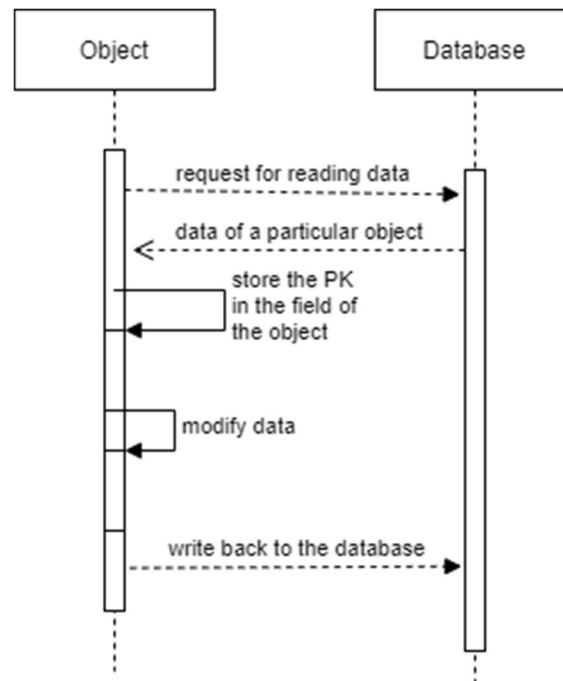 Object
Database
request for reading data
data of a particular object
store the PK
in the field of
the object
modify data
write back to the database